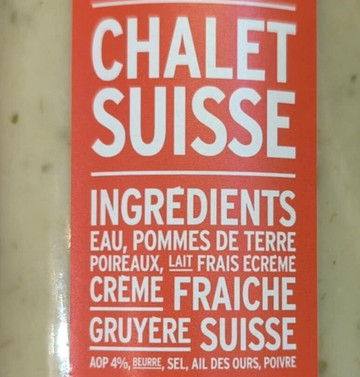 CHALET
SUISSE
INGRÉDIENTS
EAU, POMMES DE TERRE
POIREAUX, LAIT FRAIS ÉCRÉMÉ
CRÈME FRAICHE
GRUYÈRE SUISSE
AOP 4%, BEURRE, SEL, AIL DES OURS, POIVRE